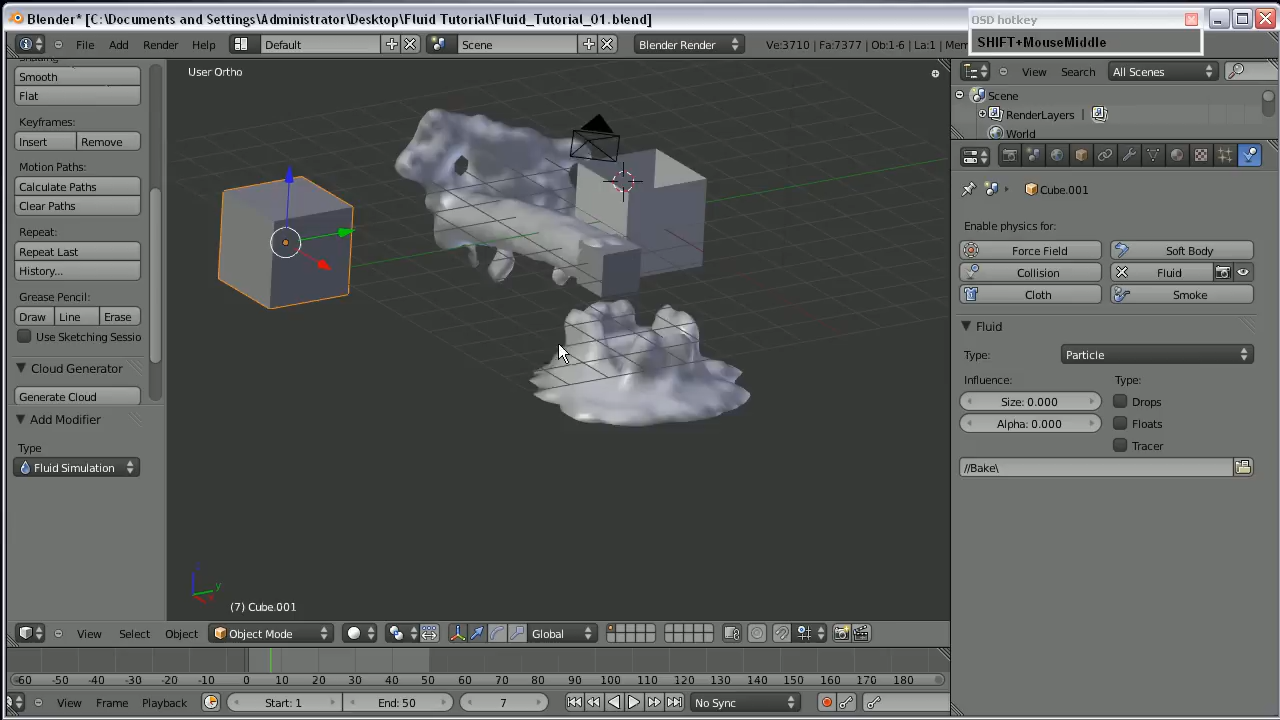 Blender* [C:\Documents and Settings\Administrator\Desktop\Fluid Tutorial\Fluid_Tutorial_01.blend]
OSD hotkey
SHIFT+MouseMiddle
File Add Render Help
Default
Scene
Blender Render
Ve:3710 | Fa:7377 | Ob:1-6 | La:1 | Mem
View Search All Scenes
Scene
RenderLayers
World
Smooth
Flat
Keyframes:
Insert Remove
Motion Paths:
Calculate Paths
Clear Paths
Repeat:
Repeat Last
History...
Grease Pencil:
Draw Line Erase
Use Sketching Sessio
Cloud Generator
Generate Cloud
Add Modifier
Type
Fluid Simulation
User Ortho
z
y
(7) Cube.001
Cube.001
Enable physics for:
Force Field Soft Body
Collision Fluid
Cloth Smoke
Fluid
Type: Particle
Influence: Type:
Size: 0.000 Drops
Alpha: 0.000 Floats
Tracer
//Bake\
View Select Object Object Mode Global
-60 -40 -20 0 10 20 30 40 50 60 70 80 90 100 110 120 130 140 150 160 170 180
View Frame Playback Start: 1 End: 50 7 No Sync